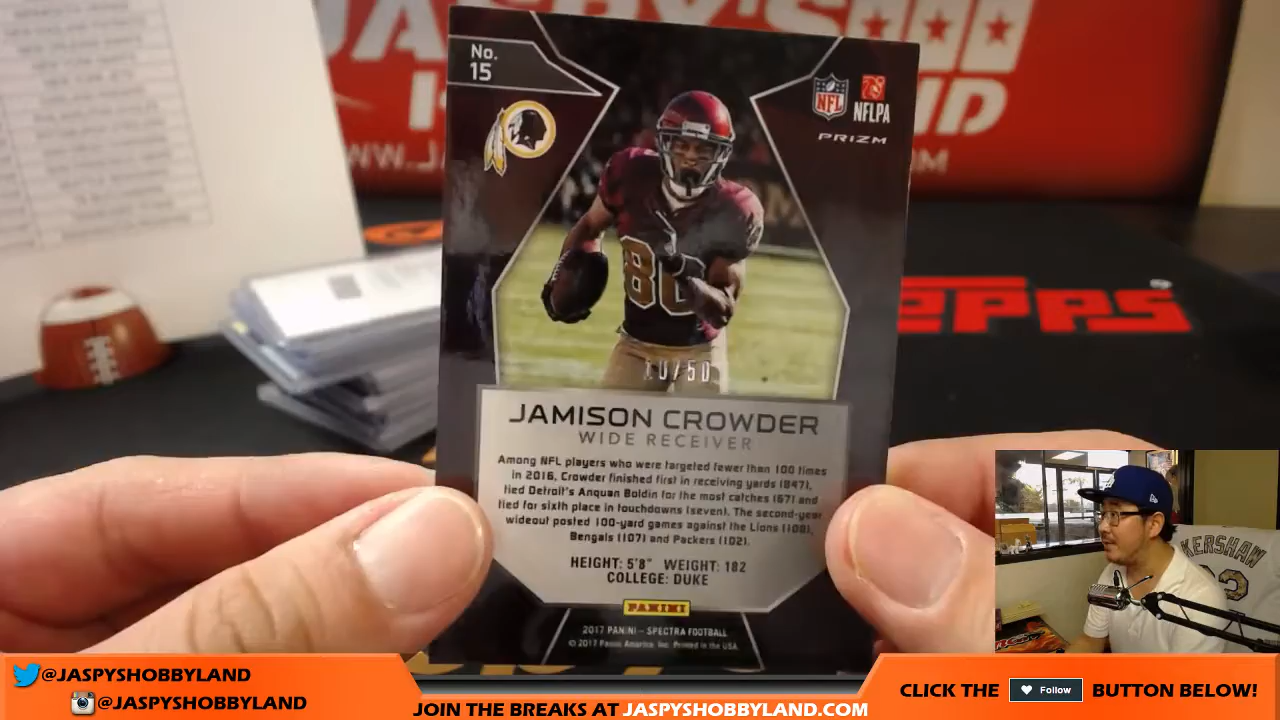 No.
15
NFL
NFLPA
PRIZM
80
10/50
JAMISON CROWDER
WIDE RECEIVER
Among NFL players who were targeted fewer than 100 times
in 2016, Crowder finished first in receiving yards (847),
tied Detroit's Anquan Boldin for the most catches (67) and
tied for sixth place in touchdowns (seven). The second-year
wideout posted 100-yard games against the Lions (108),
Bengals (107) and Packers (102).
HEIGHT: 5'8" WEIGHT: 182
COLLEGE: DUKE
PANINI
2017 PANINI – SPECTRA FOOTBALL
© 2017 Panini America, Inc. Printed in the USA.
TOPPS
KERSHAW
@JASPYSHOBBYLAND
@JASPYSHOBBYLAND
JOIN THE BREAKS AT JASPYSHOBBYLAND.COM
CLICK THE Follow BUTTON BELOW!